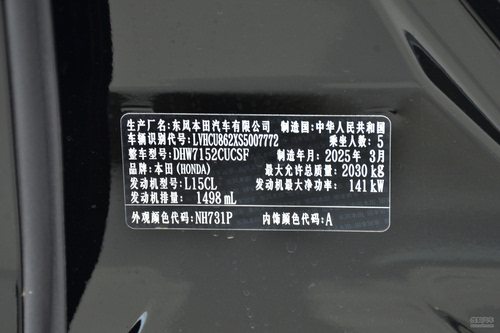 生产厂名:东风本田汽车有限公司 制造国:中华人民共和国
车辆识别代号:LVHCU862XS5007772 乘坐人数:5
整车型号:DHW7152CUCSF 制造年月:2025年 3月
品牌:本田(HONDA) 最大允许总质量:2030kg
发动机型号:L15CL 发动机最大净功率:141kW
发动机排量:1498 mL
外观颜色代码:NH731P 内饰颜色代码:A